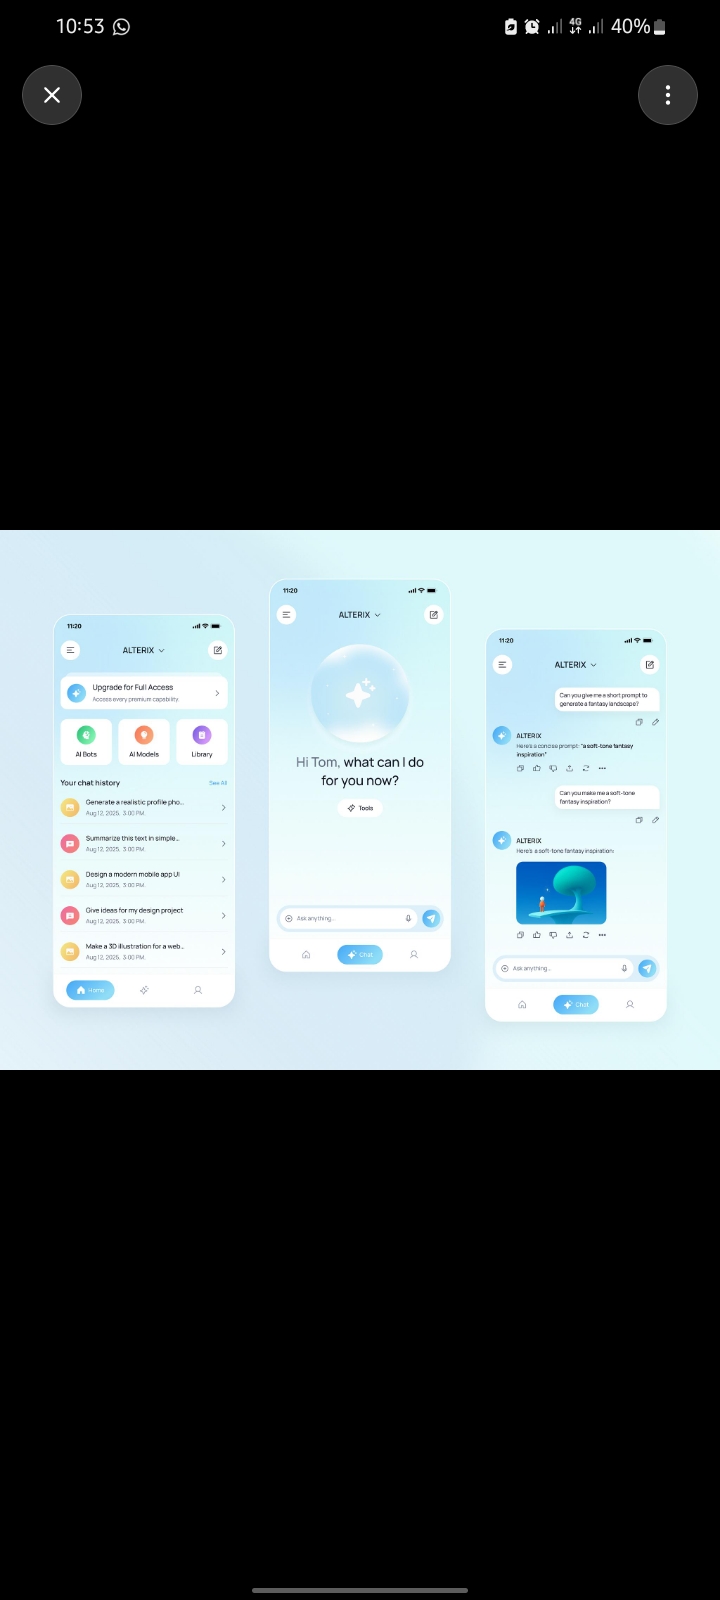 10:53
4G
40%
11:20
ALTERIX
Upgrade for Full Access
Access every premium capability.
AI Bots
AI Models
Library
Your chat history
See All
Generate a realistic profile pho...
Aug 12, 2025, 3:00 PM.
Summarize this text in simple...
Aug 12, 2025, 3:00 PM.
Design a modern mobile app UI
Aug 12, 2025, 3:00 PM.
Give ideas for my design project
Aug 12, 2025, 3:00 PM.
Make a 3D illustration for a web...
Aug 12, 2025, 3:00 PM.
Home
11:20
ALTERIX
Hi Tom, what can I do
for you now?
Tools
Ask anything...
Chat
11:20
ALTERIX
Can you give me a short prompt to
generate a fantasy landscape?
ALTERIX
Here's a concise prompt: "a soft-tone fantasy
inspiration"
Can you make me a soft-tone
fantasy inspiration?
ALTERIX
Here's a soft-tone fantasy inspiration:
Ask anything...
Chat